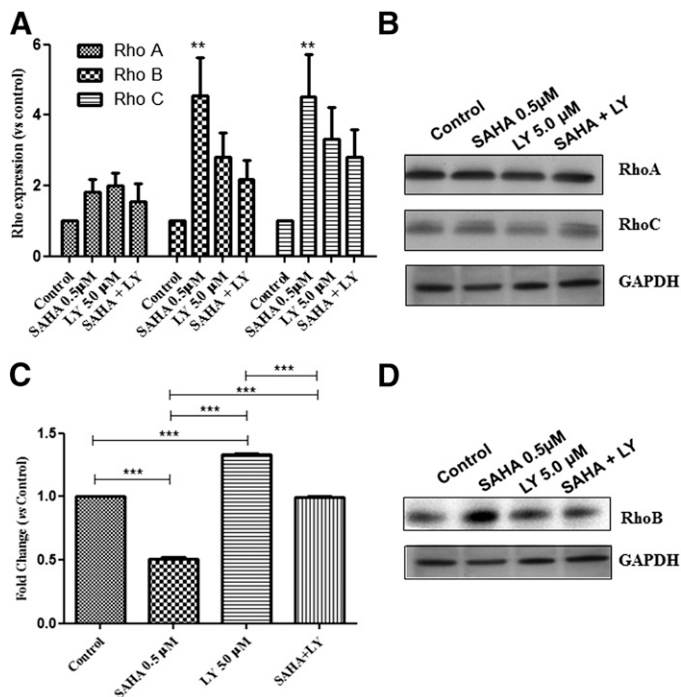 A
Rho expression (vs control)
6
4
2
0
Rho A
Rho B
Rho C
**
**
Control
SAHA 0.5μM
LY 5.0 μM
SAHA + LY
Control
SAHA 0.5μM
LY 5.0 μM
SAHA + LY
Control
SAHA 0.5μM
LY 5.0 μM
SAHA + LY
B
Control
SAHA 0.5μM
LY 5.0 μM
SAHA + LY
RhoA
RhoC
GAPDH
C
Fold Change (vs Control)
1.5
1.0
0.5
0.0
***
***
***
***
***
Control
SAHA 0.5 μM
LY 5.0 μM
SAHA+LY
D
Control
SAHA 0.5μM
LY 5.0 μM
SAHA + LY
RhoB
GAPDH